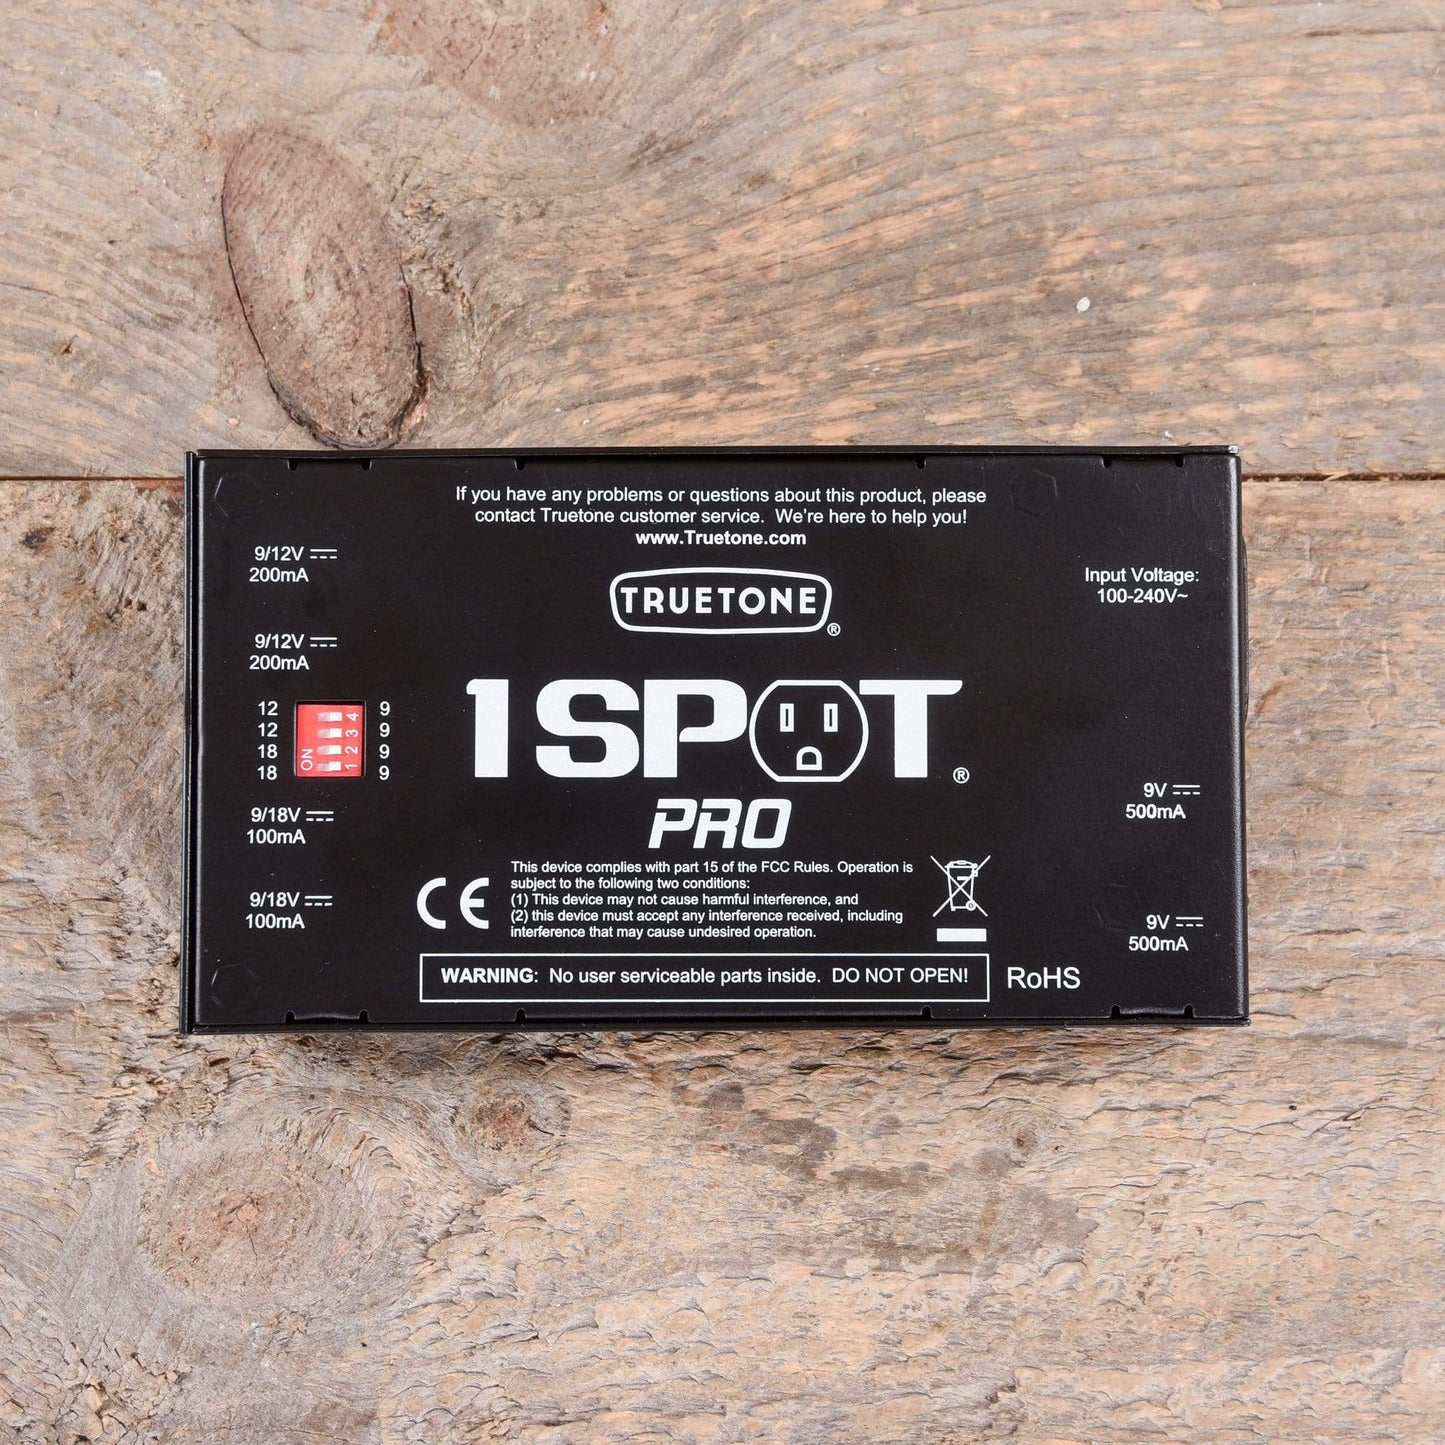 If you have any problems or questions about this product, please
contact Truetone customer service. We're here to help you!
www.Truetone.com
TRUETONE®
1 SPOT®
PRO
9/12V
200mA
9/12V
200mA
12 4 9
12 3 9
18 2 9
18 1 9
ON
9/18V
100mA
9/18V
100mA
Input Voltage:
100-240V~
9V
500mA
9V
500mA
CE
This device complies with part 15 of the FCC Rules. Operation is
subject to the following two conditions:
(1) This device may not cause harmful interference, and
(2) this device must accept any interference received, including
interference that may cause undesired operation.
WARNING: No user serviceable parts inside. DO NOT OPEN!
RoHS